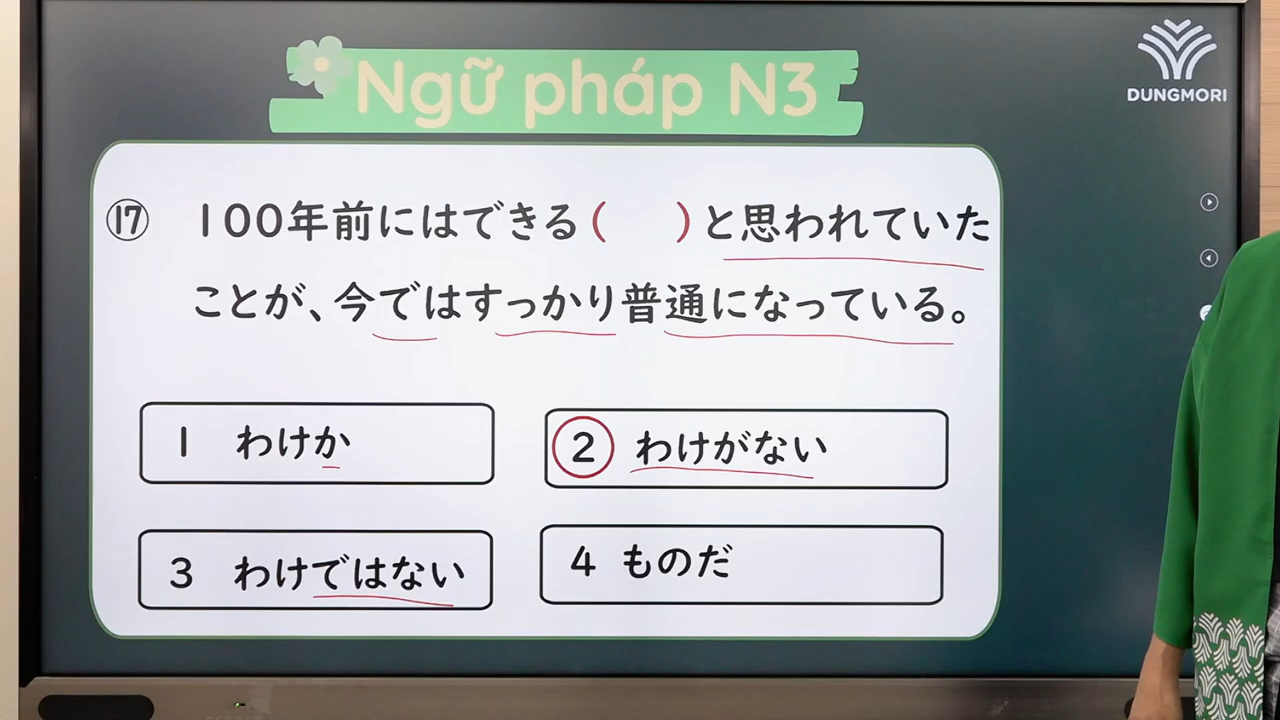 Ngữ pháp N3
DUNGMORI
⑰ 100年前にはできる( )と思われていた
ことが、今ではすっかり普通になっている。
1 わけか
2 わけがない
3 わけではない
4 ものだ